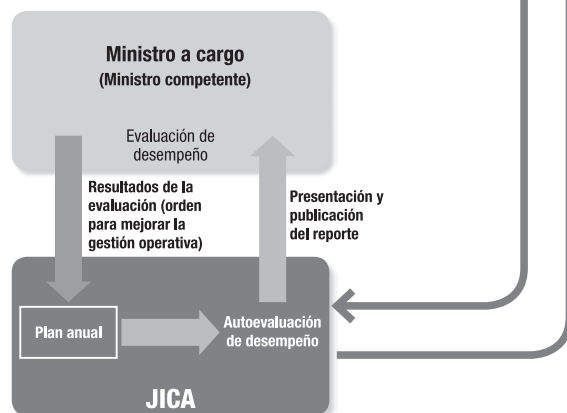 Ministro a cargo
(Ministro competente)
Evaluación de
desempeño
Resultados de la
evaluación (orden
para mejorar la
gestión operativa)
Presentación y
publicación
del reporte
Plan anual
Autoevaluación
de desempeño
JICA